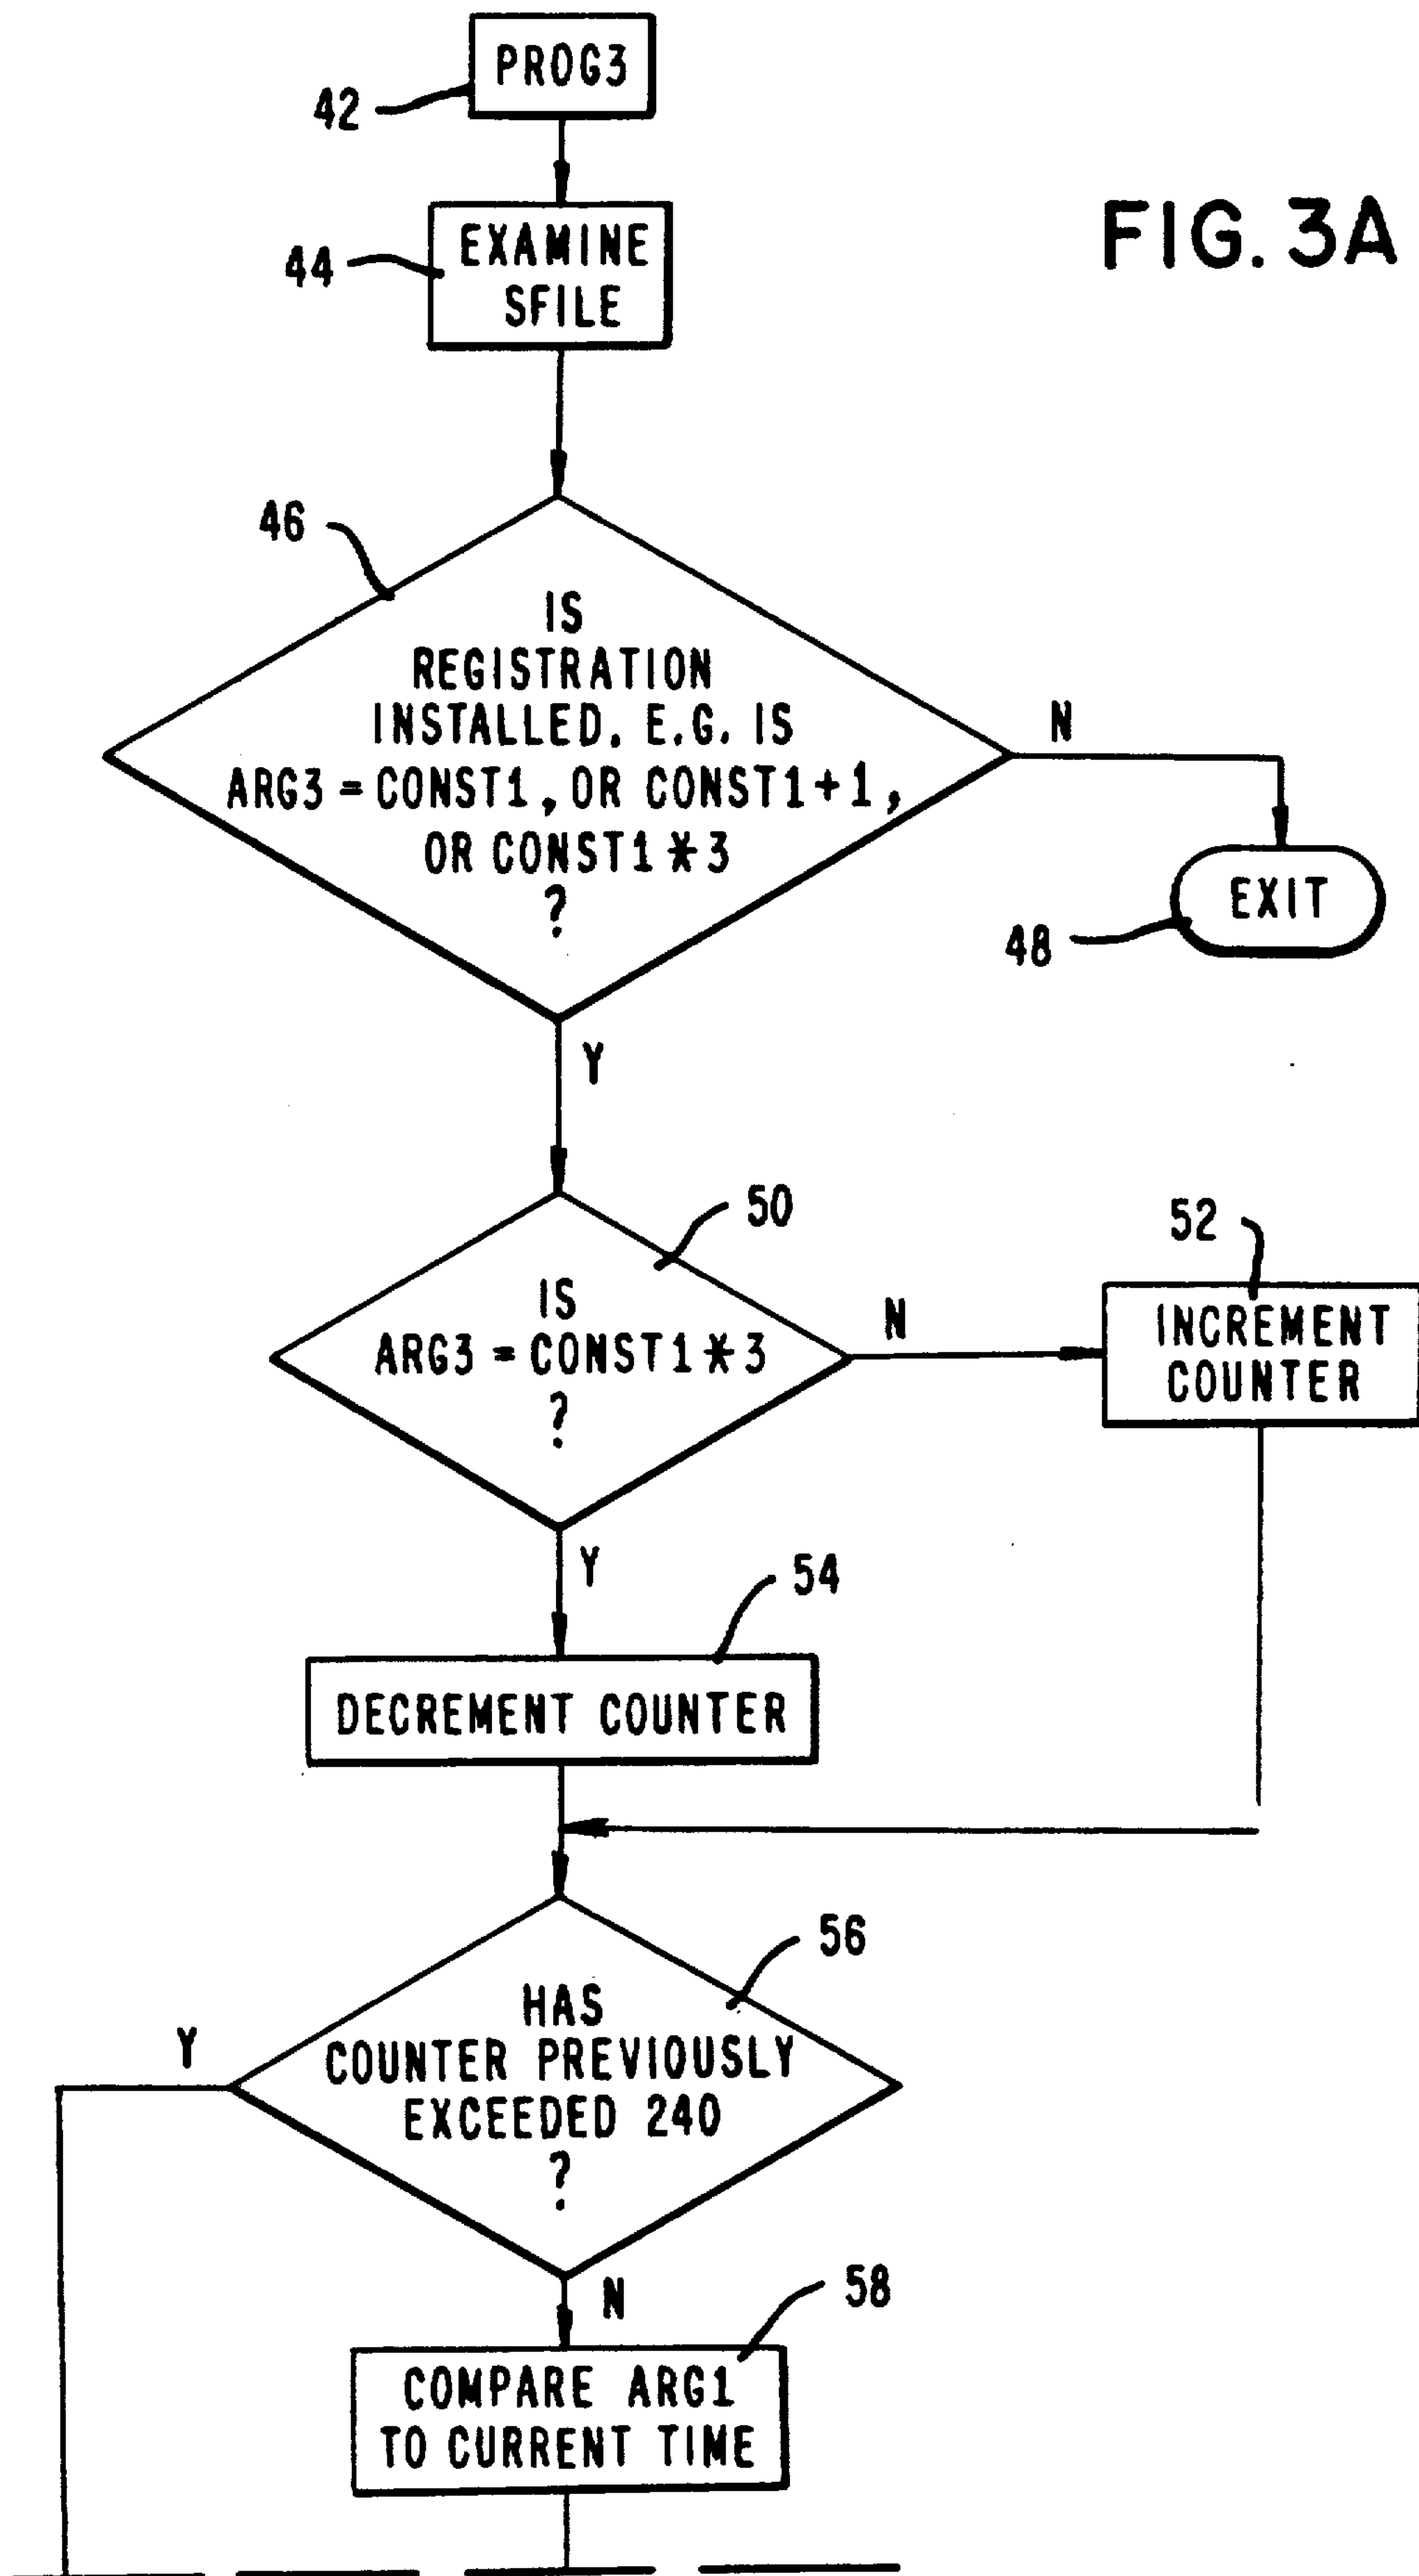 PROG3
42
FIG. 3A
44
EXAMINE
SFILE
46
IS
REGISTRATION
INSTALLED, E.G. IS
ARG3 = CONST1, OR CONST1+1,
OR CONST1*3
?
N
EXIT
48
Y
50
IS
ARG3 = CONST1*3
?
N
52
INCREMENT
COUNTER
Y
54
DECREMENT COUNTER
56
HAS
COUNTER PREVIOUSLY
EXCEEDED 240
?
Y
N
58
COMPARE ARG1
TO CURRENT TIME